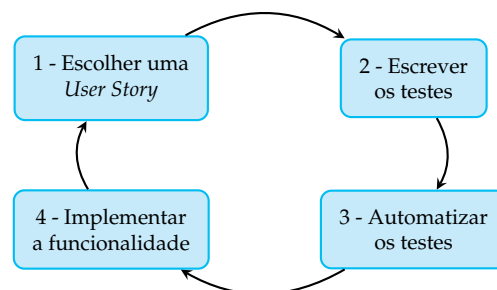 1 - Escolher uma
User Story
2 - Escrever
os testes
3 - Automatizar
os testes
4 - Implementar
a funcionalidade